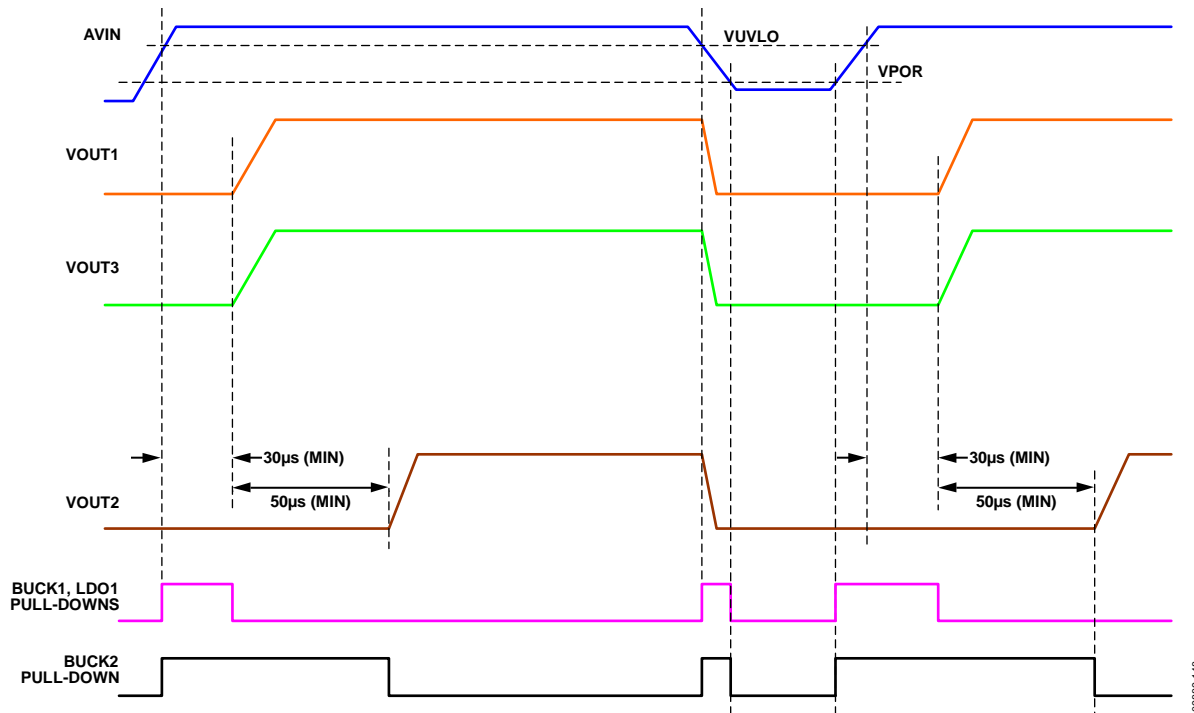 AVIN
VUVLO
VPOR
VOUT1
VOUT3
30µs (MIN)
30µs (MIN)
50µs (MIN)
50µs (MIN)
VOUT2
BUCK1, LDO1
PULL-DOWNS
BUCK2
PULL-DOWN